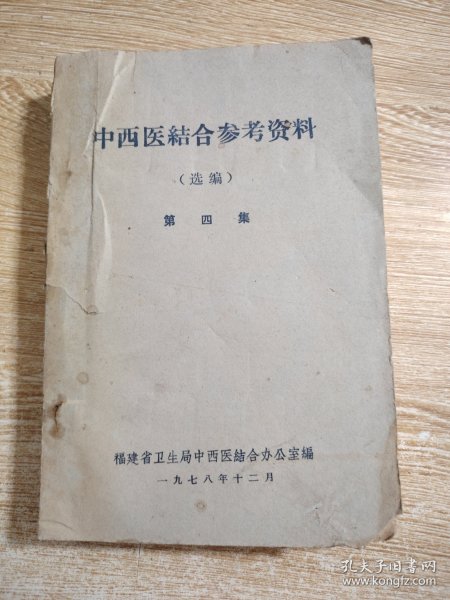 中西医結合参考资料
（选编）
第四集
福建省卫生局中西医結合办公室編
一九七八年十二月
孔夫子旧书网
www.kongfz.com